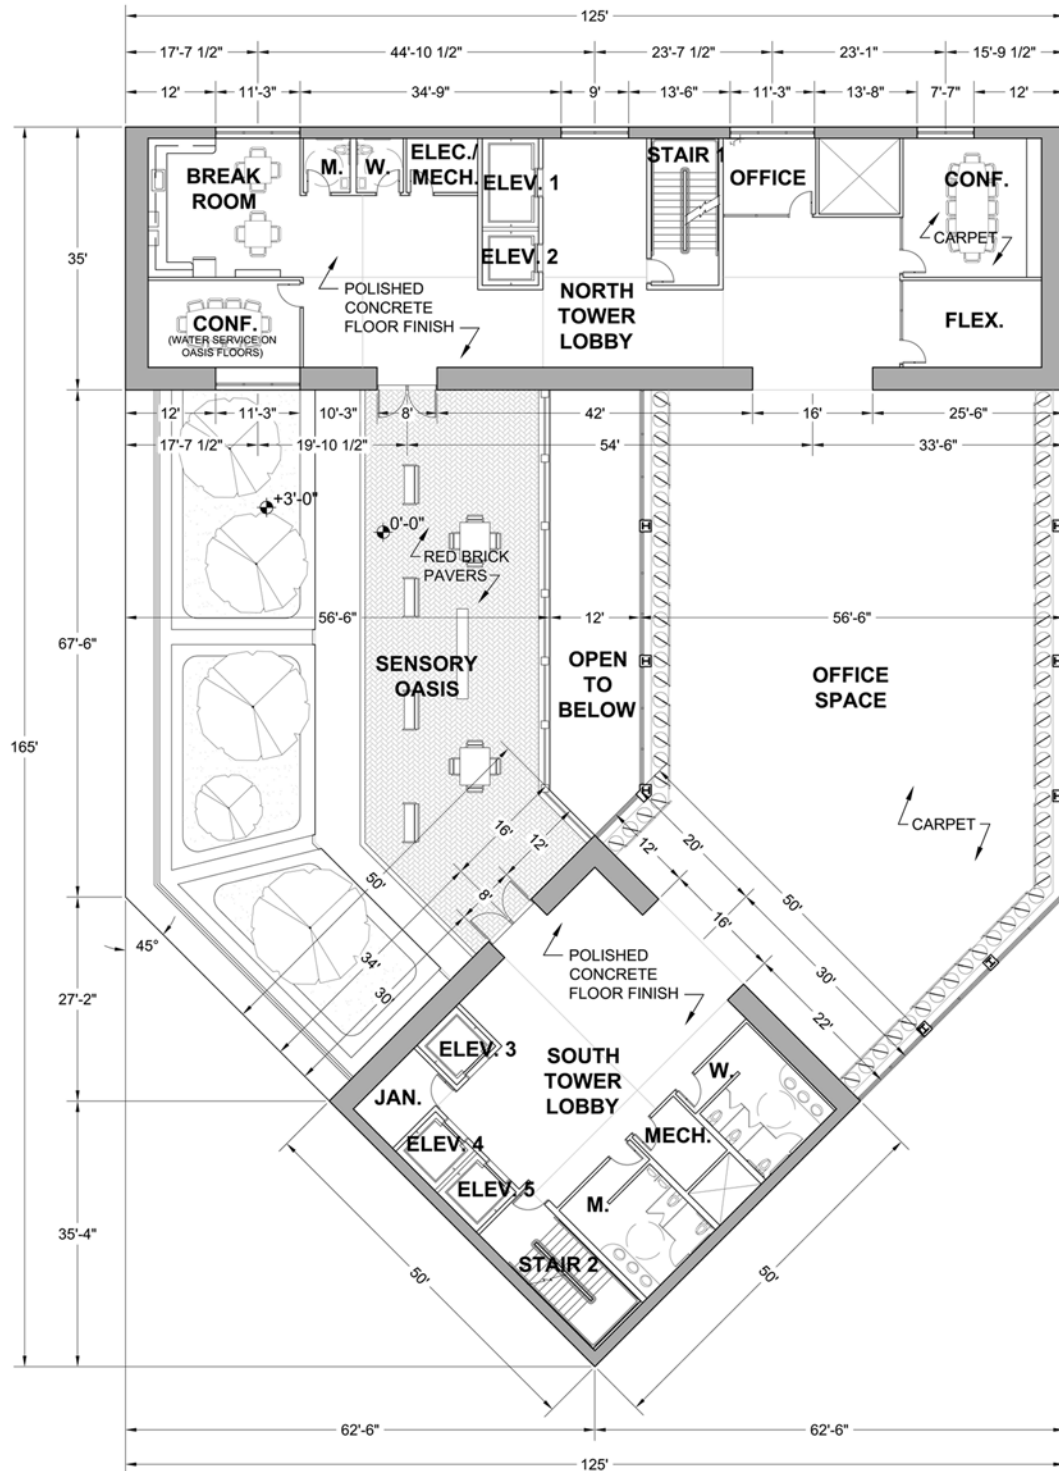 125'
17'-7 1/2"
44'-10 1/2"
23'-7 1/2"
23'-1"
15'-9 1/2"
12'
11'-3"
34'-9"
9'
13'-6"
11'-3"
13'-8"
7'-7"
12'
BREAK
ROOM
M.
W.
ELEC./
MECH.
ELEV. 1
ELEV. 2
STAIR 1
OFFICE
CONF.
CARPET
35'
POLISHED
CONCRETE
FLOOR FINISH
NORTH
TOWER
LOBBY
CONF.
(WATER SERVICE ON
OASIS FLOORS)
FLEX.
12'
11'-3"
10'-3"
8'
42'
16'
25'-6"
17'-7 1/2"
19'-10 1/2"
54'
33'-6"
+3'-0"
0'-0"
RED BRICK
PAVERS
56'-6"
12'
56'-6"
67'-6"
SENSORY
OASIS
OPEN
TO
BELOW
OFFICE
SPACE
165'
CARPET
16'
12'
50'
8'
34'
30'
12'
20'
16'
50'
30'
22'
45°
27'-2"
POLISHED
CONCRETE
FLOOR FINISH
ELEV. 3
SOUTH
TOWER
LOBBY
W.
JAN.
MECH.
ELEV. 4
ELEV. 5
M.
STAIR 2
35'-4"
50'
50'
62'-6"
62'-6"
125'